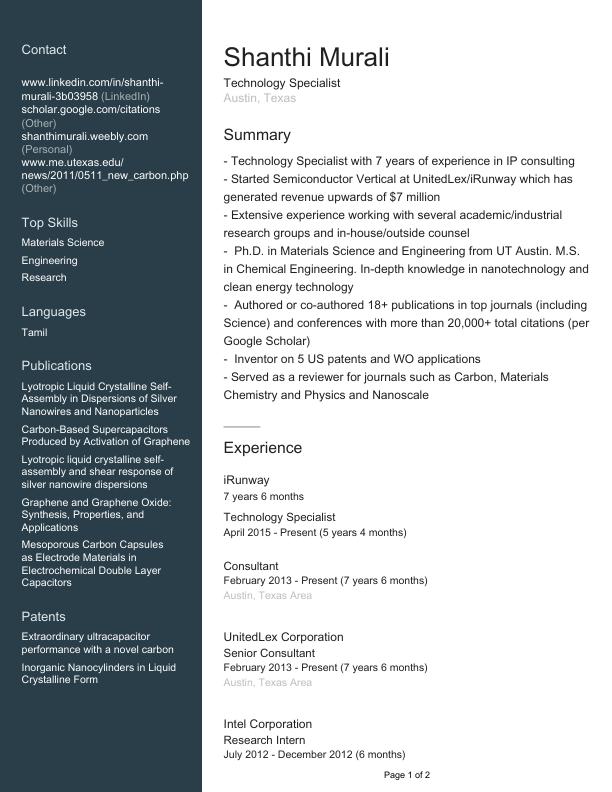 Contact
www.linkedin.com/in/shanthi-
murali-3b03958 (LinkedIn)
scholar.google.com/citations
(Other)
shanthimurali.weebly.com
(Personal)
www.me.utexas.edu/
news/2011/0511_new_carbon.php
(Other)
Top Skills
Materials Science
Engineering
Research
Languages
Tamil
Publications
Lyotropic Liquid Crystalline Self-
Assembly in Dispersions of Silver
Nanowires and Nanoparticles
Carbon-Based Supercapacitors
Produced by Activation of Graphene
Lyotropic liquid crystalline self-
assembly and shear response of
silver nanowire dispersions
Graphene and Graphene Oxide:
Synthesis, Properties, and
Applications
Mesoporous Carbon Capsules
as Electrode Materials in
Electrochemical Double Layer
Capacitors
Patents
Extraordinary ultracapacitor
performance with a novel carbon
Inorganic Nanocylinders in Liquid
Crystalline Form
Shanthi Murali
Technology Specialist
Austin, Texas
Summary
- Technology Specialist with 7 years of experience in IP consulting
- Started Semiconductor Vertical at UnitedLex/iRunway which has
generated revenue upwards of $7 million
- Extensive experience working with several academic/industrial
research groups and in-house/outside counsel
- Ph.D. in Materials Science and Engineering from UT Austin. M.S.
in Chemical Engineering. In-depth knowledge in nanotechnology and
clean energy technology
- Authored or co-authored 18+ publications in top journals (including
Science) and conferences with more than 20,000+ total citations (per
Google Scholar)
- Inventor on 5 US patents and WO applications
- Served as a reviewer for journals such as Carbon, Materials
Chemistry and Physics and Nanoscale
Experience
iRunway
7 years 6 months
Technology Specialist
April 2015 - Present (5 years 4 months)
Consultant
February 2013 - Present (7 years 6 months)
Austin, Texas Area
UnitedLex Corporation
Senior Consultant
February 2013 - Present (7 years 6 months)
Austin, Texas Area
Intel Corporation
Research Intern
July 2012 - December 2012 (6 months)
Page 1 of 2